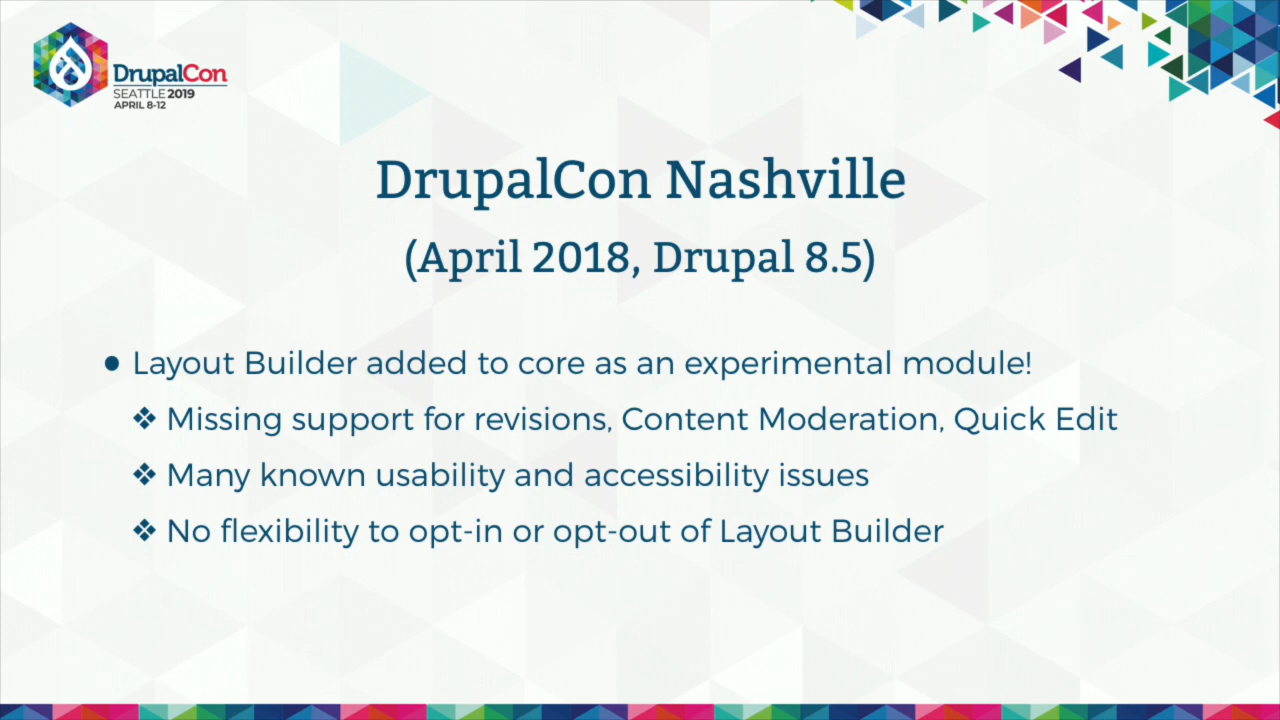 DrupalCon
SEATTLE 2019
APRIL 8-12
DrupalCon Nashville
(April 2018, Drupal 8.5)
● Layout Builder added to core as an experimental module!
❖ Missing support for revisions, Content Moderation, Quick Edit
❖ Many known usability and accessibility issues
❖ No flexibility to opt-in or opt-out of Layout Builder